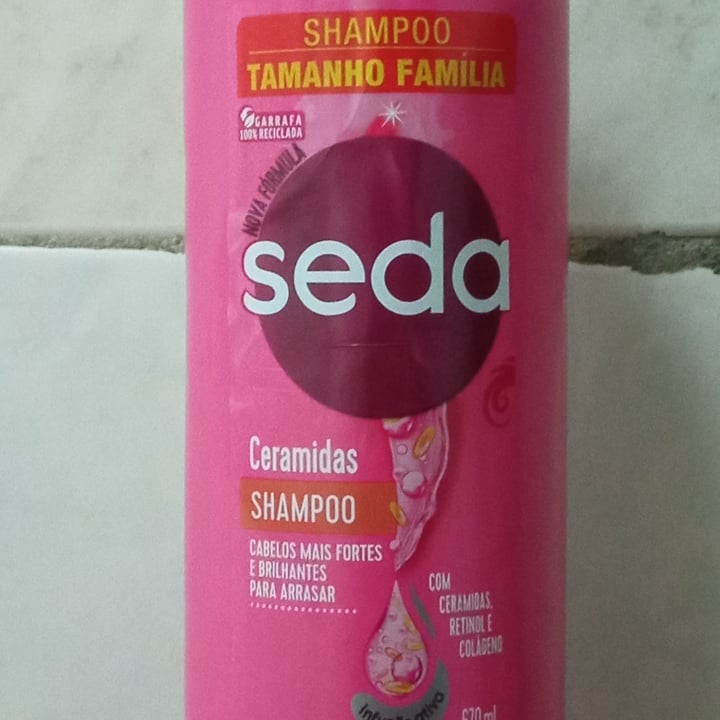 SHAMPOO
TAMANHO FAMÍLIA
GARRAFA
100% RECICLADA
NOVA FÓRMULA
seda
Ceramidas
SHAMPOO
CABELOS MAIS FORTES
E BRILHANTES
PARA ARRASAR
COM
CERAMIDAS,
RETINOL E
COLÁGENO
670 ml